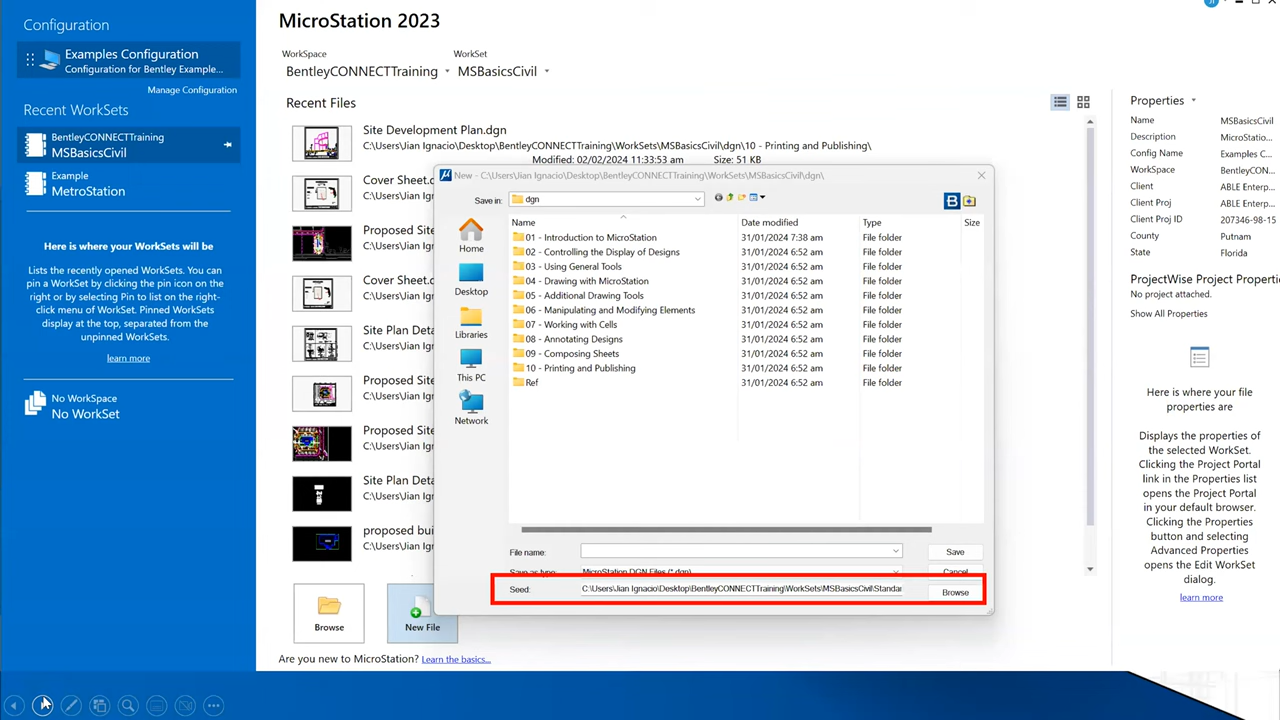 Configuration
Examples Configuration
Configuration for Bentley Example...
Manage Configuration
Recent WorkSets
BentleyCONNECTTraining
MSBasicsCivil
Example
MetroStation
Here is where your WorkSets will be
Lists the recently opened WorkSets. You can
pin a WorkSet by clicking the pin icon on the
right or by selecting Pin to list on the right-
click menu of WorkSet. Pinned WorkSets
display at the top, separated from the
unpinned WorkSets.
learn more
No WorkSpace
No WorkSet
MicroStation 2023
WorkSpace
WorkSet
BentleyCONNECTTraining
MSBasicsCivil
Recent Files
Site Development Plan.dgn
C:\Users\Jian Ignacio\Desktop\BentleyCONNECTTraining\WorkSets\MSBasicsCivil\dgn\10 - Printing and Publishing\
Modified: 02/02/2024 11:33:53 am Size: 51 KB
Cover Sheet.c
C:\Users\Jian Ign
Proposed Site
C:\Users\Jian Ign
Cover Sheet.c
C:\Users\Jian Ign
Site Plan Deta
C:\Users\Jian Ign
Proposed Site
C:\Users\Jian Ign
Proposed Site
C:\Users\Jian Ign
Site Plan Deta
C:\Users\Jian Ign
proposed bui
C:\Users\Jian Ign
Browse
New File
Are you new to MicroStation? Learn the basics...
New - C:\Users\Jian Ignacio\Desktop\BentleyCONNECTTraining\WorkSets\MSBasicsCivil\dgn\
Save in: dgn
B
Home
Desktop
Libraries
This PC
Network
Name Date modified Type Size
01 - Introduction to MicroStation 31/01/2024 7:38 am File folder
02 - Controlling the Display of Designs 31/01/2024 6:52 am File folder
03 - Using General Tools 31/01/2024 6:52 am File folder
04 - Drawing with MicroStation 31/01/2024 6:52 am File folder
05 - Additional Drawing Tools 31/01/2024 6:52 am File folder
06 - Manipulating and Modifying Elements 31/01/2024 6:52 am File folder
07 - Working with Cells 31/01/2024 6:52 am File folder
08 - Annotating Designs 31/01/2024 6:52 am File folder
09 - Composing Sheets 31/01/2024 6:52 am File folder
10 - Printing and Publishing 31/01/2024 6:52 am File folder
Ref 31/01/2024 6:52 am File folder
File name: Save
Save as type: MicroStation DGN Files (*.dgn) Cancel
Seed: C:\Users\Jian Ignacio\Desktop\BentleyCONNECTTraining\WorkSets\MSBasicsCivil\Standar Browse
Properties
Name MSBasicsCivil
Description MicroStatio...
Config Name Examples C...
WorkSpace BentleyCON...
Client ABLE Enterp...
Client Proj ABLE Enterp...
Client Proj ID 207346-98-15
County Putnam
State Florida
ProjectWise Project Propertie
No project attached.
Show All Properties
Here is where your file
properties are
Displays the properties of
the selected WorkSet.
Clicking the Project Portal
link in the Properties list
opens the Project Portal
in your default browser.
Clicking the Properties
button and selecting
Advanced Properties
opens the Edit WorkSet
dialog.
learn more